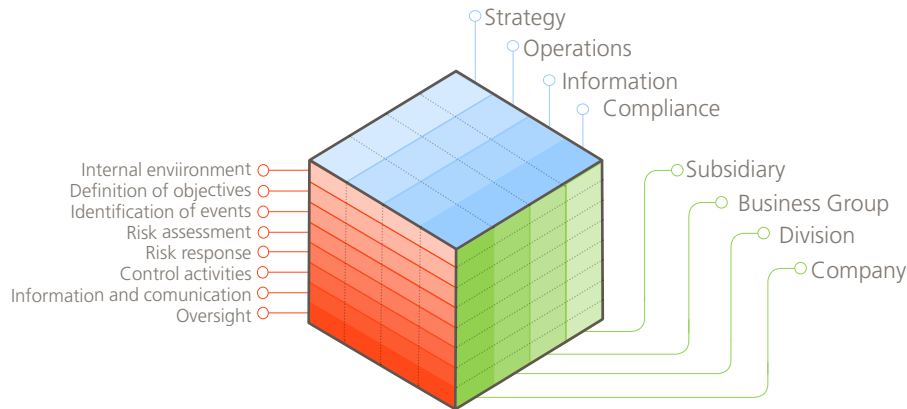 Strategy
Operations
Information
Compliance
Internal enviironment
Definition of objectives
Identification of events
Risk assessment
Risk response
Control activities
Information and comunication
Oversight
Subsidiary
Business Group
Division
Company